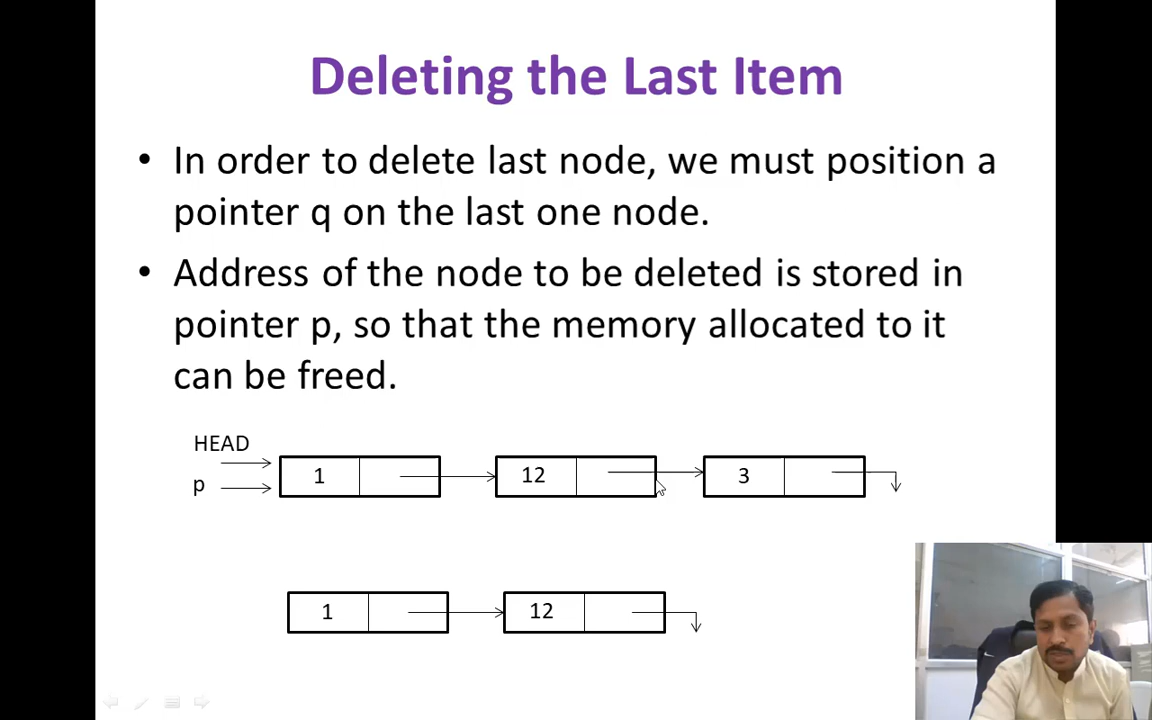 Deleting the Last Item
• In order to delete last node, we must position a
pointer q on the last one node.
• Address of the node to be deleted is stored in
pointer p, so that the memory allocated to it
can be freed.
HEAD
p
1 12 3
1 12